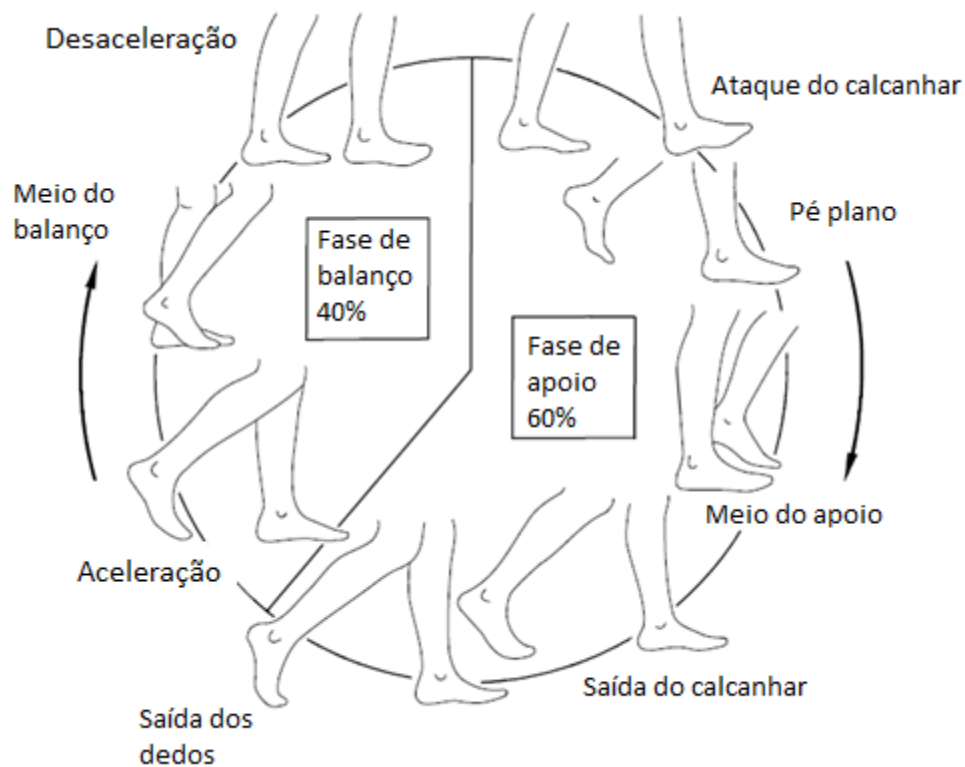 Desaceleração
Ataque do calcanhar
Meio do
balanço
Pé plano
Fase de
balanço
40%
Fase de
apoio
60%
Meio do apoio
Aceleração
Saída do calcanhar
Saída dos
dedos